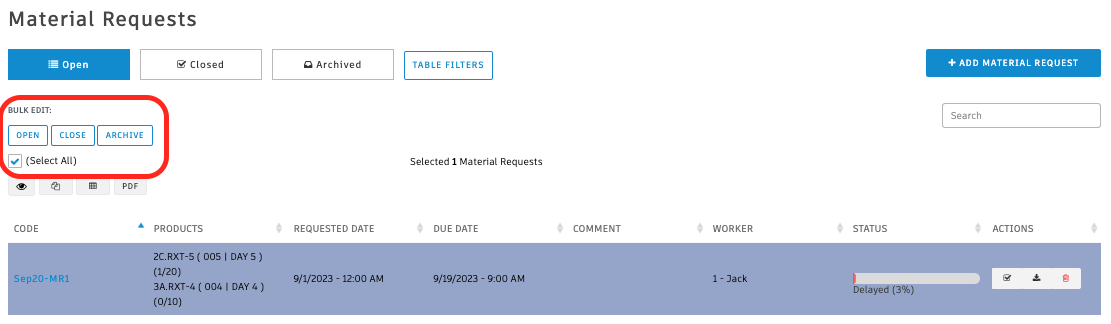 Material Requests
Open
Closed
Archived
TABLE FILTERS
+ ADD MATERIAL REQUEST
BULK EDIT:
OPEN
CLOSE
ARCHIVE
Search
(Select All)
Selected 1 Material Requests
PDF
CODE
PRODUCTS
REQUESTED DATE
DUE DATE
COMMENT
WORKER
STATUS
ACTIONS
Sep20-MR1
2C.RXT-5 ( 005 | DAY 5 )
(1/20)
3A.RXT-4 ( 004 | DAY 4 )
(0/10)
9/1/2023 - 12:00 AM
9/19/2023 - 9:00 AM
1 - Jack
Delayed (3%)